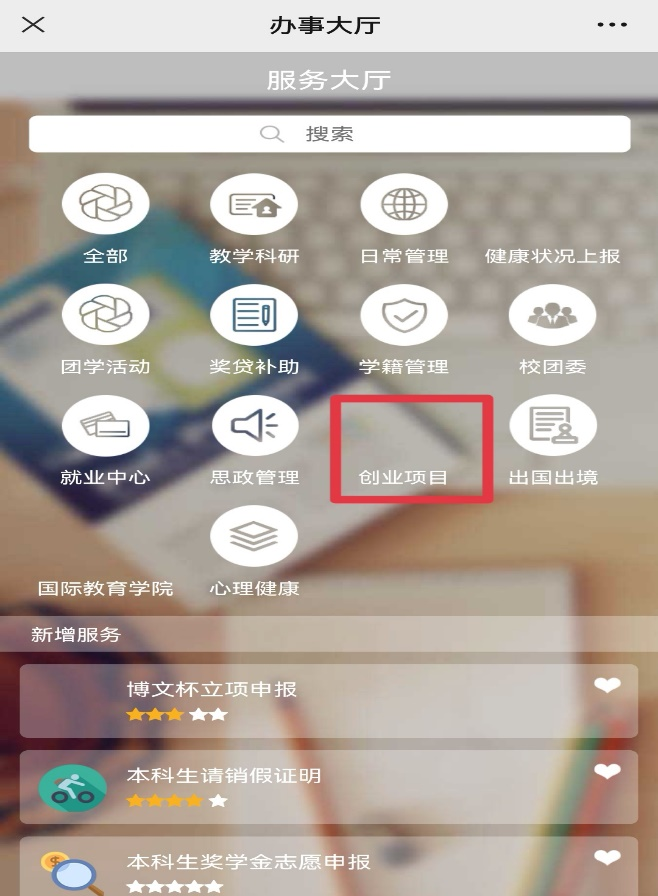 办事大厅
服务大厅
搜索
全部 教学科研 日常管理 健康状况上报
团学活动 奖贷补助 学籍管理 校团委
就业中心 思政管理 创业项目 出国出境
国际教育学院 心理健康
新增服务
博文杯立项申报
本科生请销假证明
本科生奖学金志愿申报